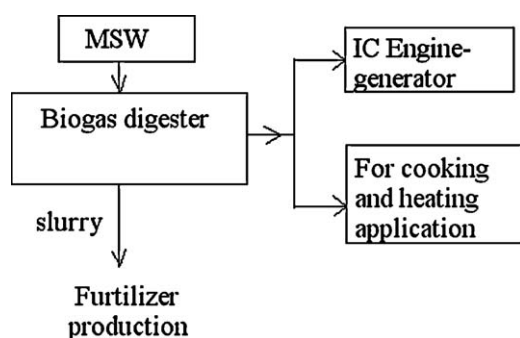 MSW
IC Engine-
generator
Biogas digester
For cooking
and heating
application
slurry
Furtilizer
production